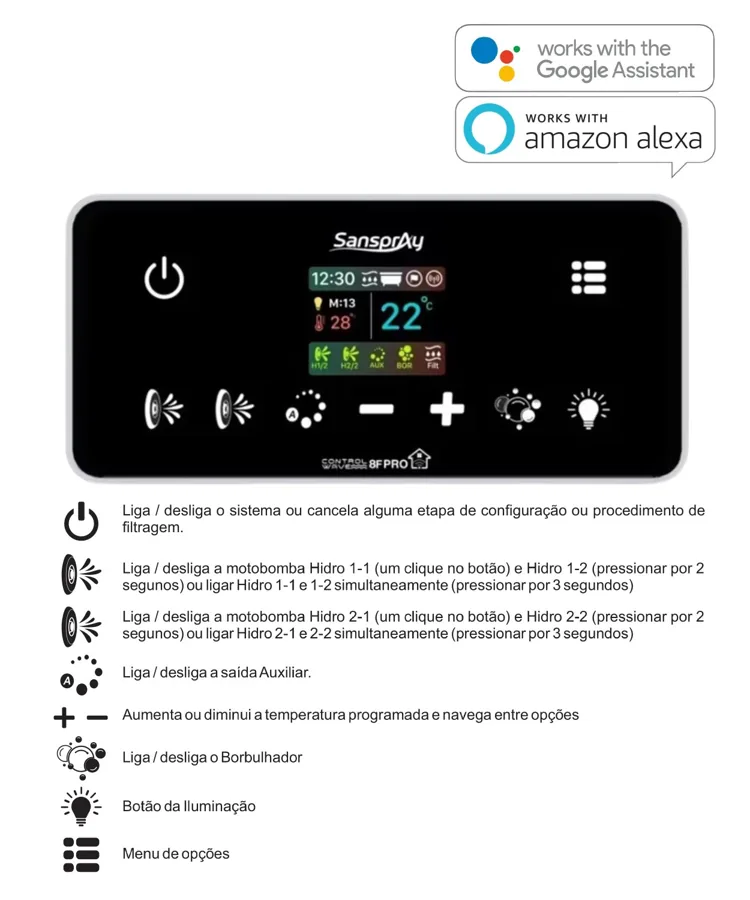 works with the
Google Assistant
WORKS WITH
amazon alexa
SansprAy
12:30
M:13
28°
22°c
H1/2 H2/2 AUX BOR Filt
A
CONTROL
WAVE 8F PRO
Liga / desliga o sistema ou cancela alguma etapa de configuração ou procedimento de
filtragem.
Liga / desliga a motobomba Hidro 1-1 (um clique no botão) e Hidro 1-2 (pressionar por 2
segunos) ou ligar Hidro 1-1 e 1-2 simultaneamente (pressionar por 3 segundos)
Liga / desliga a motobomba Hidro 2-1 (um clique no botão) e Hidro 2-2 (pressionar por 2
segunos) ou ligar Hidro 2-1 e 2-2 simultaneamente (pressionar por 3 segundos)
A
Liga / desliga a saída Auxiliar.
Aumenta ou diminui a temperatura programada e navega entre opções
Liga / desliga o Borbulhador
Botão da Iluminação
Menu de opções